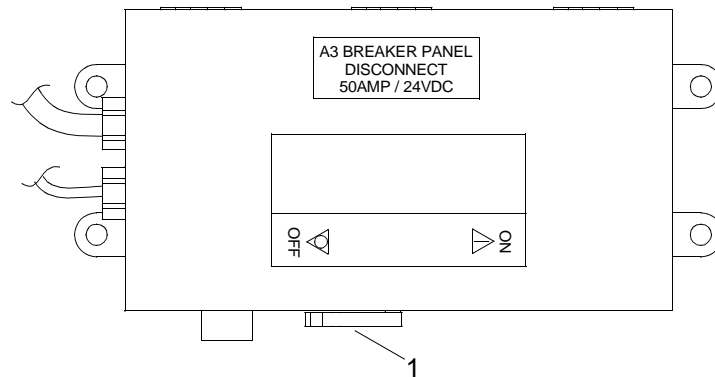 A3 BREAKER PANEL
DISCONNECT
50AMP / 24VDC
OFF
ON
1